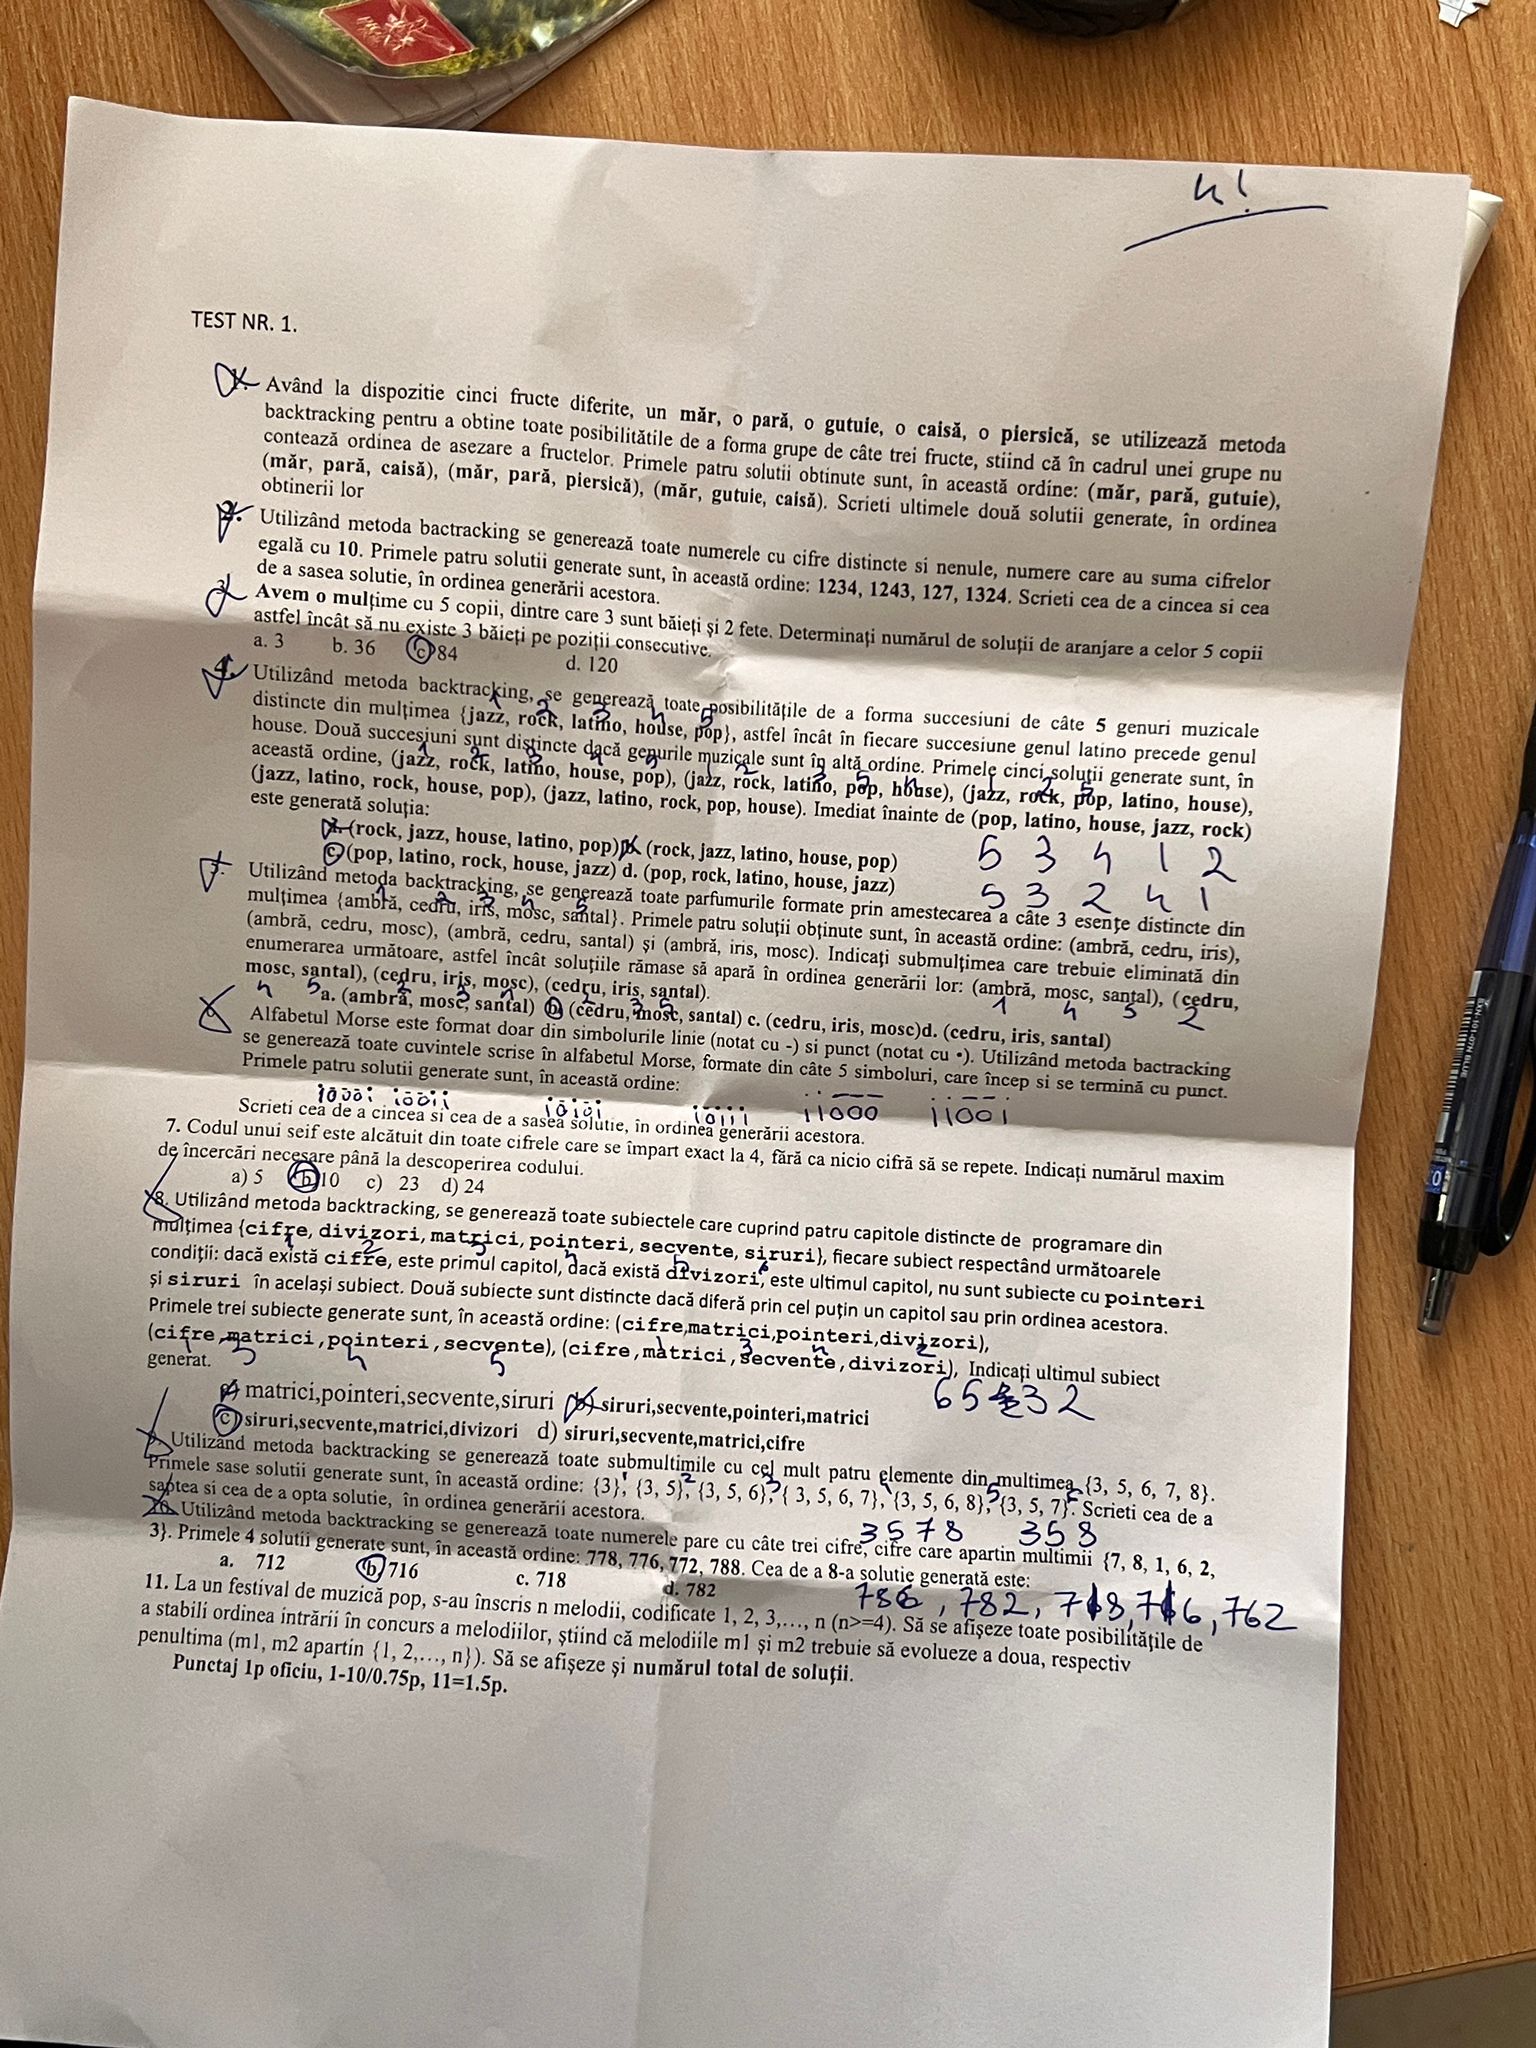 n!
TEST NR. 1.
1. Având la dispozitie cinci fructe diferite, un măr, o pară, o gutuie, o caisă, o piersică, se utilizează metoda
backtracking pentru a obtine toate posibilitătile de a forma grupe de câte trei fructe, stiind că în cadrul unei grupe nu
contează ordinea de asezare a fructelor. Primele patru solutii obtinute sunt, în această ordine: (măr, pară, gutuie),
(măr, pară, caisă), (măr, pară, piersică), (măr, gutuie, caisă). Scrieti ultimele două solutii generate, în ordinea
obtinerii lor
2. Utilizând metoda bactracking se generează toate numerele cu cifre distincte si nenule, numere care au suma cifrelor
egală cu 10. Primele patru solutii generate sunt, în această ordine: 1234, 1243, 127, 1324. Scrieti cea de a cincea si cea
de a sasea solutie, în ordinea generării acestora.
3. Avem o mulțime cu 5 copii, dintre care 3 sunt băieți și 2 fete. Determinați numărul de soluții de aranjare a celor 5 copii
astfel încât să nu existe 3 băieți pe poziții consecutive.
a. 3 b. 36 c. 84 d. 120
4. Utilizând metoda backtracking, se generează toate posibilitățile de a forma succesiuni de câte 5 genuri muzicale
distincte din mulțimea {jazz, rock, latino, house, pop}, astfel încât în fiecare succesiune genul latino precede genul
house. Două succesiuni sunt distincte dacă genurile muzicale sunt în altă ordine. Primele cinci soluții generate sunt, în
această ordine, (jazz, rock, latino, house, pop), (jazz, rock, latino, pop, house), (jazz, rock, pop, latino, house),
(jazz, latino, rock, house, pop), (jazz, latino, rock, pop, house). Imediat înainte de (pop, latino, house, jazz, rock)
este generată soluția:
a. (rock, jazz, house, latino, pop) b. (rock, jazz, latino, house, pop) 5 3 4 1 2
c. (pop, latino, rock, house, jazz) d. (pop, rock, latino, house, jazz) 5 3 2 4 1
5. Utilizând metoda backtracking, se generează toate parfumurile formate prin amestecarea a câte 3 esențe distincte din
mulțimea {ambră, cedru, iris, mosc, santal}. Primele patru soluții obținute sunt, în această ordine: (ambră, cedru, iris),
(ambră, cedru, mosc), (ambră, cedru, santal) și (ambră, iris, mosc). Indicați submulțimea care trebuie eliminată din
enumerarea următoare, astfel încât soluțiile rămase să apară în ordinea generării lor: (ambră, mosc, santal), (cedru,
mosc, santal), (cedru, iris, mosc), (cedru, iris, santal).
a. (ambră, mosc, santal) b. (cedru, mosc, santal) c. (cedru, iris, mosc)d. (cedru, iris, santal)
Alfabetul Morse este format doar din simbolurile linie (notat cu -) si punct (notat cu •). Utilizând metoda bactracking
se generează toate cuvintele scrise în alfabetul Morse, formate din câte 5 simboluri, care încep si se termină cu punct.
Primele patru solutii generate sunt, în această ordine:
Scrieti cea de a cincea si cea de a sasea solutie, în ordinea generării acestora.
7. Codul unui seif este alcătuit din toate cifrele care se împart exact la 4, fără ca nicio cifră să se repete. Indicați numărul maxim
de încercări necesare până la descoperirea codului.
a) 5 b) 10 c) 23 d) 24
8. Utilizând metoda backtracking, se generează toate subiectele care cuprind patru capitole distincte de programare din
mulțimea {cifre, divizori, matrici, pointeri, secvente, siruri}, fiecare subiect respectând următoarele
condiții: dacă există cifre, este primul capitol, dacă există divizori, este ultimul capitol, nu sunt subiecte cu pointeri
și siruri în același subiect. Două subiecte sunt distincte dacă diferă prin cel puțin un capitol sau prin ordinea acestora.
Primele trei subiecte generate sunt, în această ordine: (cifre,matrici,pointeri,divizori),
(cifre,matrici,pointeri,secvente), (cifre,matrici,secvente,divizori), Indicați ultimul subiect
generat.
a) matrici,pointeri,secvente,siruri b) siruri,secvente,pointeri,matrici
c) siruri,secvente,matrici,divizori d) siruri,secvente,matrici,cifre
9. Utilizând metoda backtracking se generează toate submultimile cu cel mult patru elemente din multimea {3, 5, 6, 7, 8}.
Primele sase solutii generate sunt, în această ordine: {3}, {3, 5}, {3, 5, 6}, { 3, 5, 6, 7}, {3, 5, 6, 8}, {3, 5, 7}. Scrieti cea de a
saptea si cea de a opta solutie, în ordinea generării acestora.
3578 358
10. Utilizând metoda backtracking se generează toate numerele pare cu câte trei cifre, cifre care apartin multimii {7, 8, 1, 6, 2,
3}. Primele 4 solutii generate sunt, în această ordine: 778, 776, 772, 788. Cea de a 8-a solutie generată este:
a. 712 b. 716 c. 718 d. 782
786, 782, 718, 716, 762
11. La un festival de muzică pop, s-au înscris n melodii, codificate 1, 2, 3,…, n (n>=4). Să se afișeze toate posibilitățile de
a stabili ordinea intrării în concurs a melodiilor, știind că melodiile m1 și m2 trebuie să evolueze a doua, respectiv
penultima (m1, m2 apartin {1, 2,…, n}). Să se afișeze și numărul total de soluții.
Punctaj 1p oficiu, 1-10/0.75p, 11=1.5p.